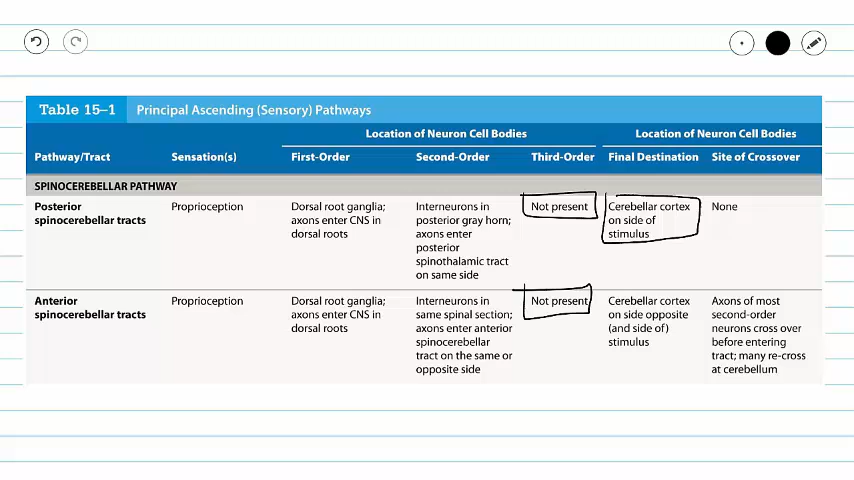 Table 15–1 Principal Ascending (Sensory) Pathways
Location of Neuron Cell Bodies Location of Neuron Cell Bodies
Pathway/Tract Sensation(s) First-Order Second-Order Third-Order Final Destination Site of Crossover
SPINOCEREBELLAR PATHWAY
Posterior Proprioception Dorsal root ganglia; Interneurons in Not present Cerebellar cortex None
spinocerebellar tracts axons enter CNS in posterior gray horn; on side of
dorsal roots axons enter stimulus
posterior
spinothalamic tract
on same side
Anterior Proprioception Dorsal root ganglia; Interneurons in Not present Cerebellar cortex Axons of most
spinocerebellar tracts axons enter CNS in same spinal section; on side opposite second-order
dorsal roots axons enter anterior (and side of) neurons cross over
spinocerebellar stimulus before entering
tract on the same or tract; many re-cross
opposite side at cerebellum